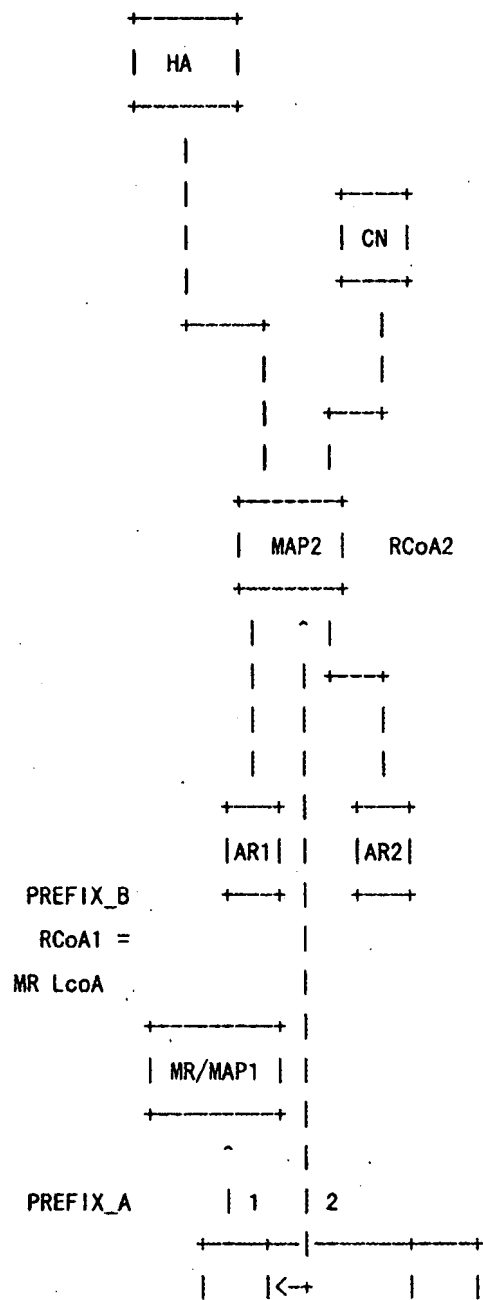 HA
CN
MAP2 RCoA2
AR1 AR2
PREFIX_B
RCoA1 =
MR LcoA
MR/MAP1
PREFIX_A 1 2